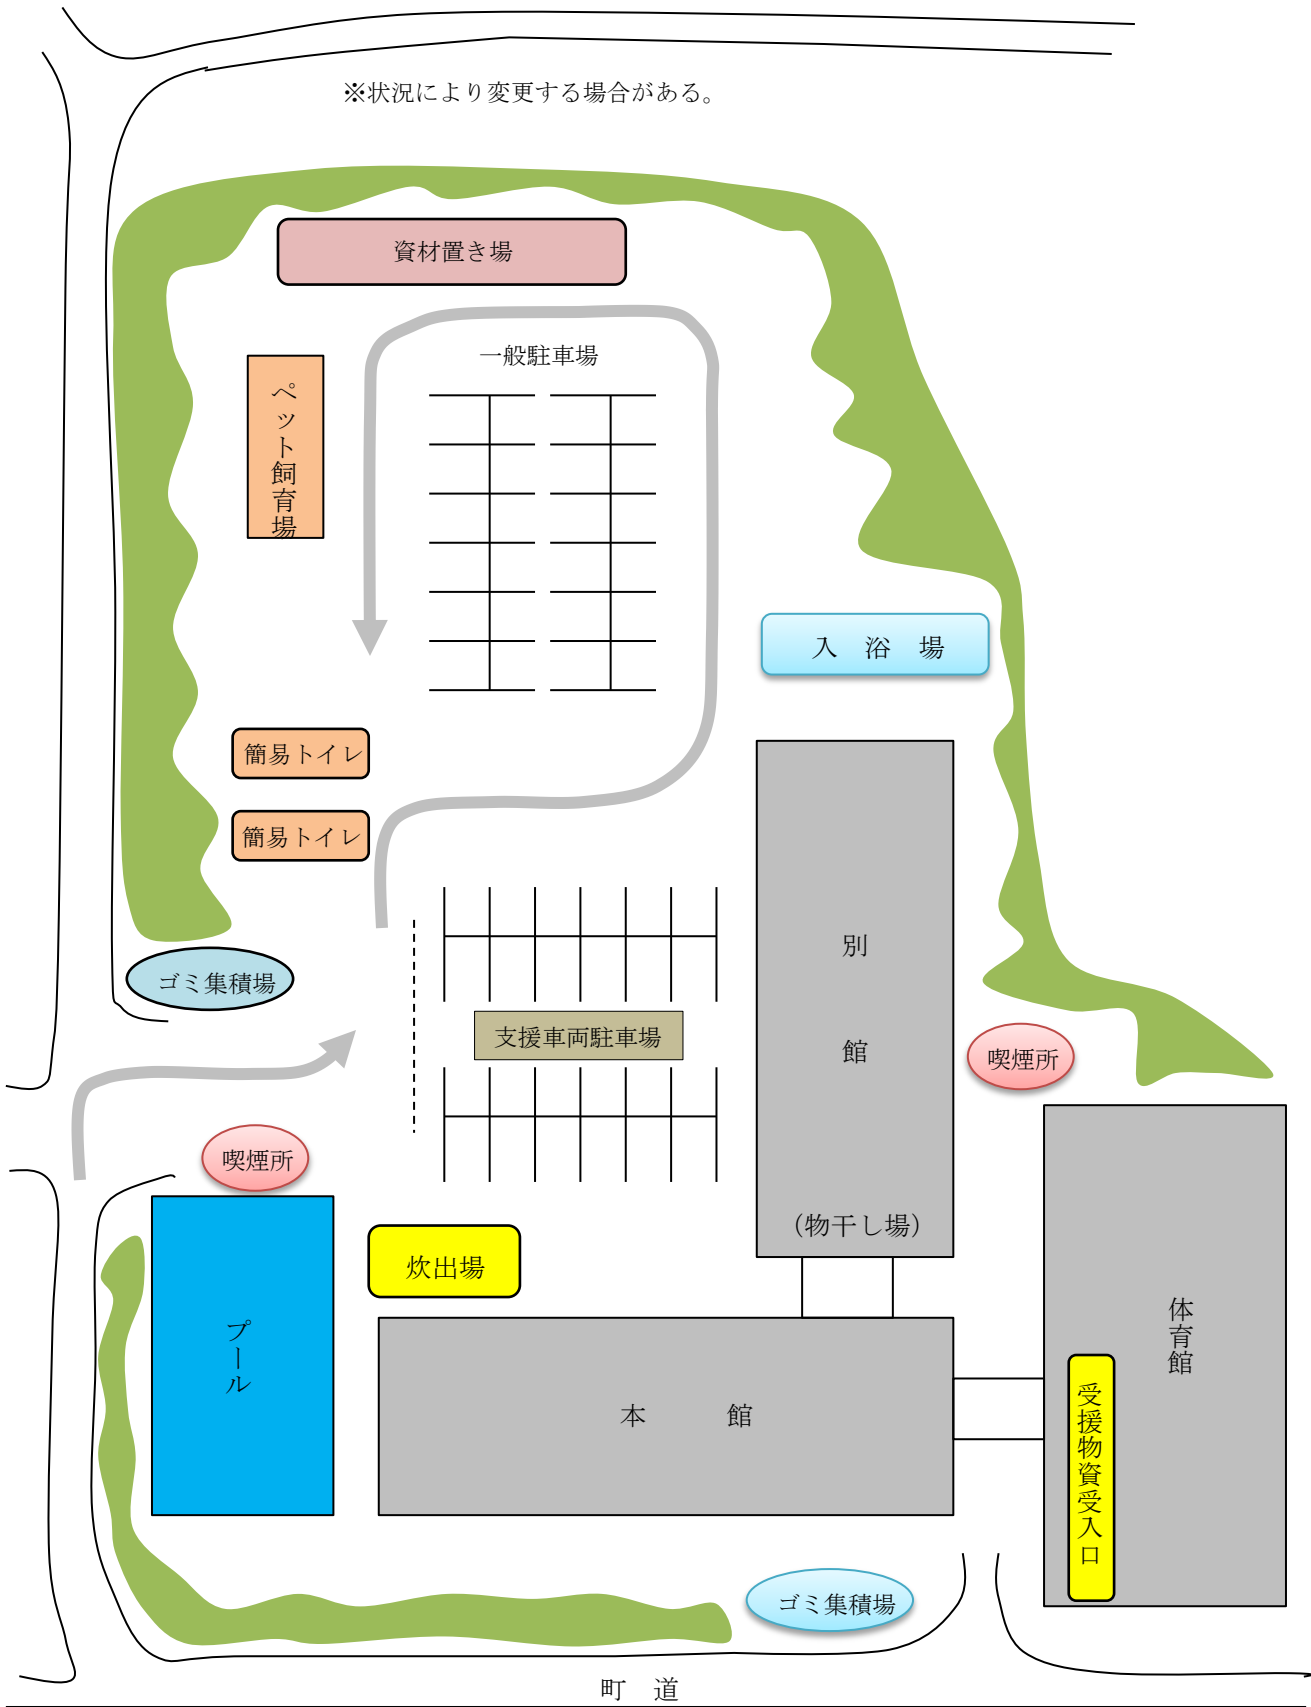 ※状況により変更する場合がある。
資材置き場
一般駐車場
ペット飼育場
入　浴　場
簡易トイレ
簡易トイレ
別　館
ゴミ集積場
支援車両駐車場
喫煙所
喫煙所
（物干し場）
炊出場
プール
体育館
本　館
受援物資受入口
ゴミ集積場
町　道